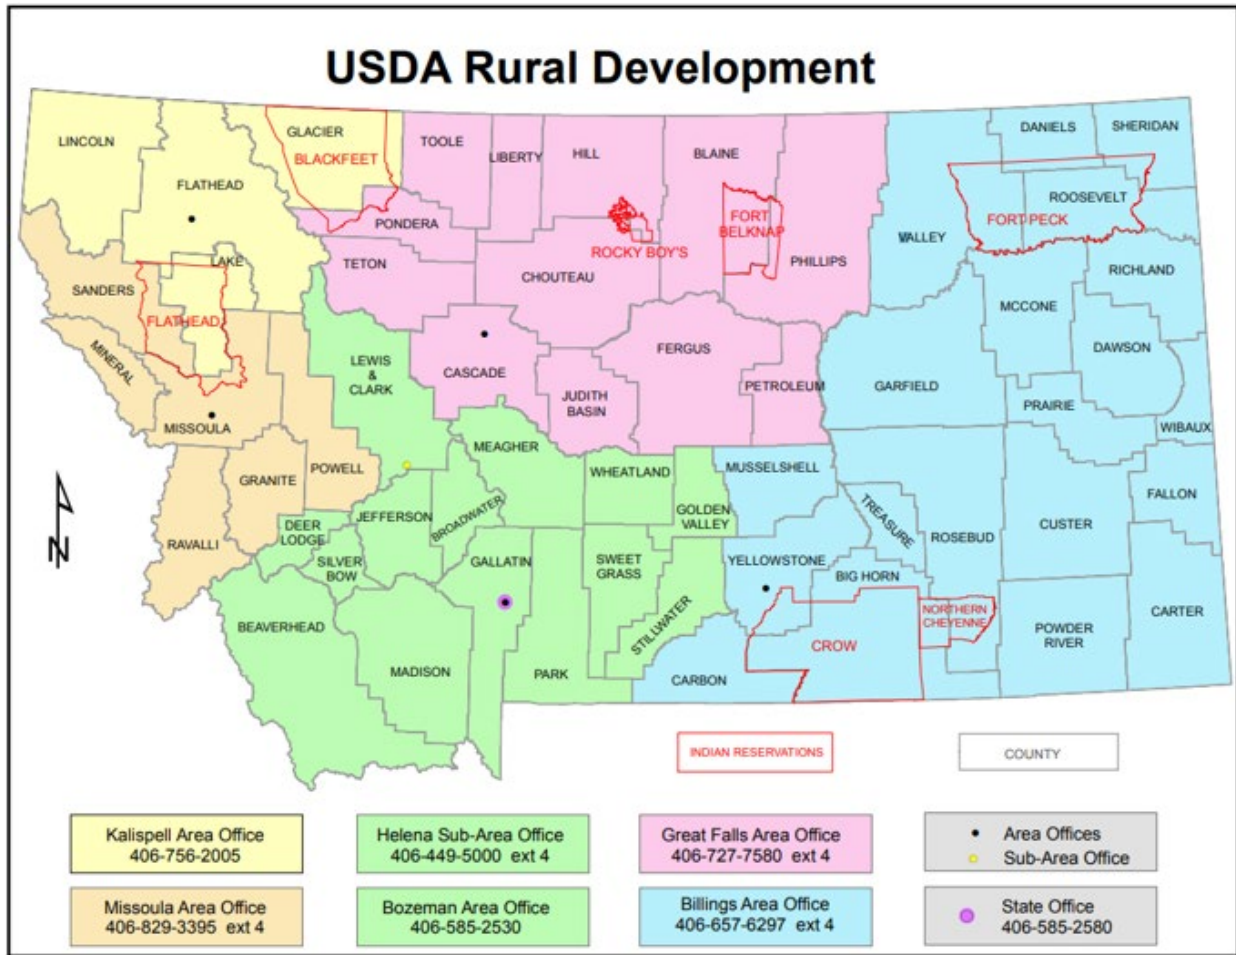 USDA Rural Development
LINCOLN
FLATHEAD
GLACIER
BLACKFEET
TOOLE
LIBERTY
HILL
BLAINE
DANIELS
SHERIDAN
ROOSEVELT
FORT PECK
PONDERA
ROCKY BOY'S
FORT
BELKNAP
PHILLIPS
VALLEY
TETON
CHOUTEAU
LAKE
SANDERS
FLATHEAD
RICHLAND
MCCONE
DAWSON
MINERAL
LEWIS
&
CLARK
CASCADE
JUDITH
BASIN
FERGUS
PETROLEUM
GARFIELD
PRAIRIE
WIBAUX
MISSOULA
MEAGHER
WHEATLAND
MUSSELSHELL
GOLDEN
VALLEY
POWELL
GRANITE
RAVALLI
DEER
LODGE
SILVER
BOW
JEFFERSON
BROADWATER
GALLATIN
SWEET
GRASS
STILLWATER
YELLOWSTONE
TREASURE
ROSEBUD
BIG HORN
CUSTER
FALLON
BEAVERHEAD
MADISON
PARK
CARBON
CROW
NORTHERN
CHEYENNE
POWDER
RIVER
CARTER
N
INDIAN RESERVATIONS
COUNTY
Kalispell Area Office
406-756-2005
Helena Sub-Area Office
406-449-5000 ext 4
Great Falls Area Office
406-727-7580 ext 4
Area Offices
Sub-Area Office
Missoula Area Office
406-829-3395 ext 4
Bozeman Area Office
406-585-2530
Billings Area Office
406-657-6297 ext 4
State Office
406-585-2580